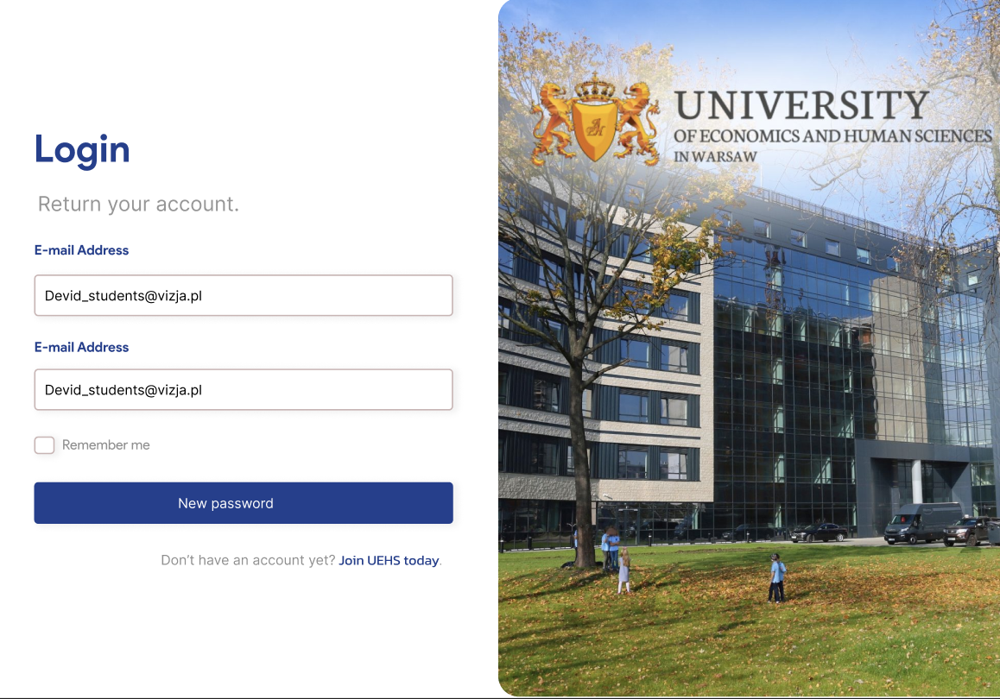 Login
Return your account.
E-mail Address
Devid_students@vizja.pl
E-mail Address
Devid_students@vizja.pl
Remember me
New password
Don't have an account yet? Join UEHS today.
UNIVERSITY
OF ECONOMICS AND HUMAN SCIENCES
IN WARSAW